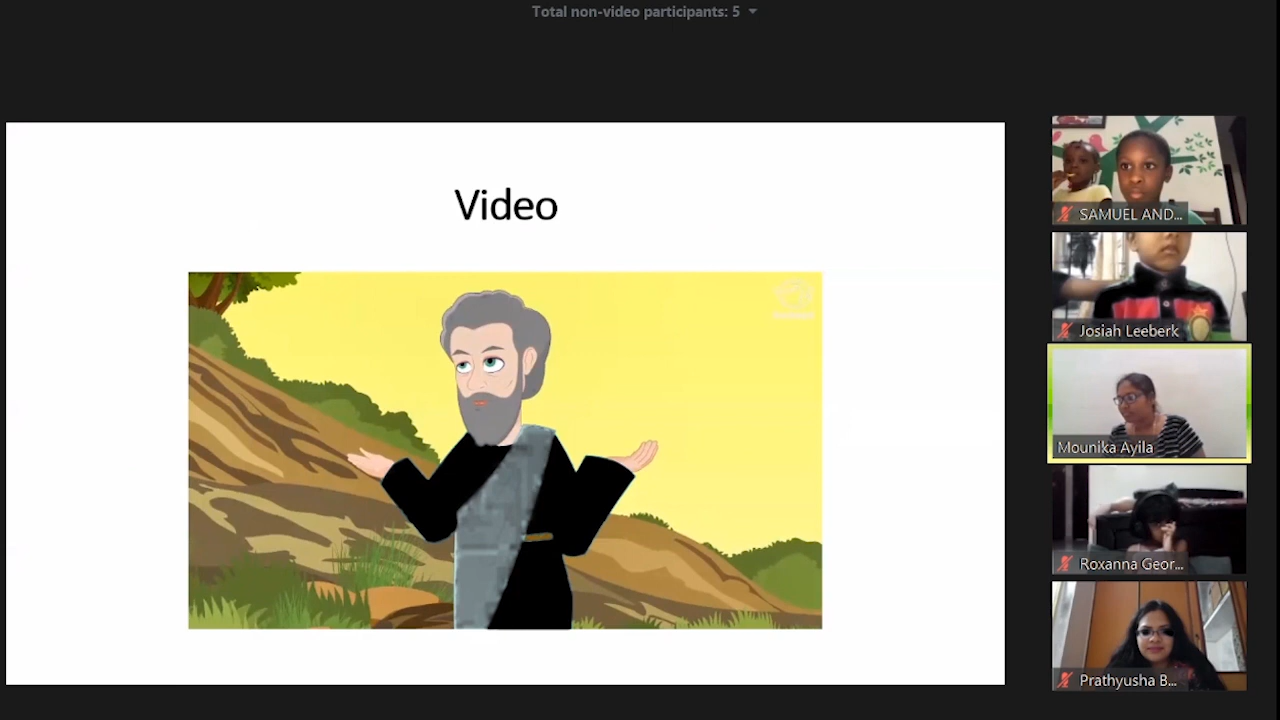 Total non-video participants: 5
Video
SAMUEL AND...
Josiah Leeberk
Mounika Ayila
Roxanna Geor...
Prathyusha B...